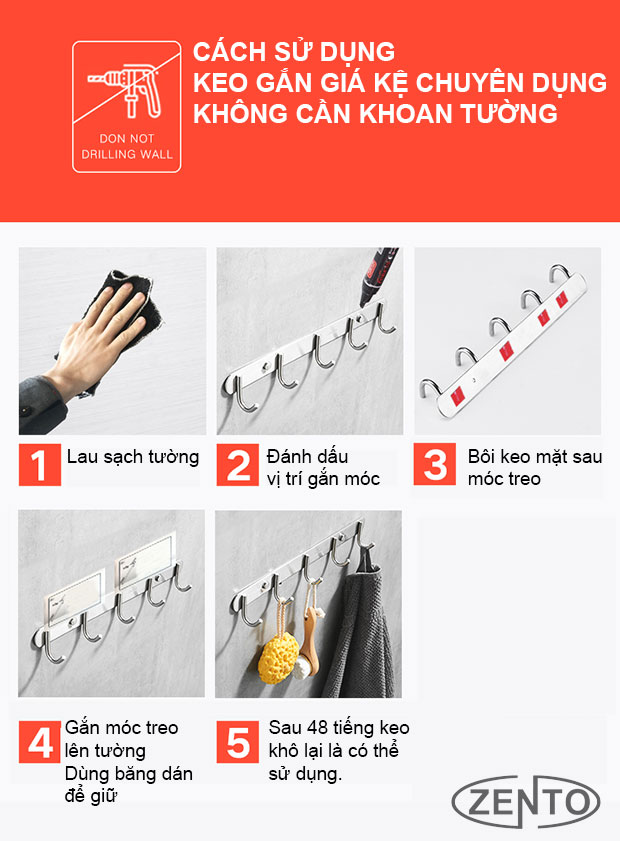 CÁCH SỬ DỤNG
KEO GẮN GIÁ KỆ CHUYÊN DỤNG
KHÔNG CẦN KHOAN TƯỜNG
DON NOT
DRILLING WALL
1 Lau sạch tường
2 Đánh dấu
vị trí gắn móc
3 Bôi keo mặt sau
móc treo
4 Gắn móc treo
lên tường
Dùng băng dán
để giữ
5 Sau 48 tiếng keo
khô lại là có thể
sử dụng.
ZENTO